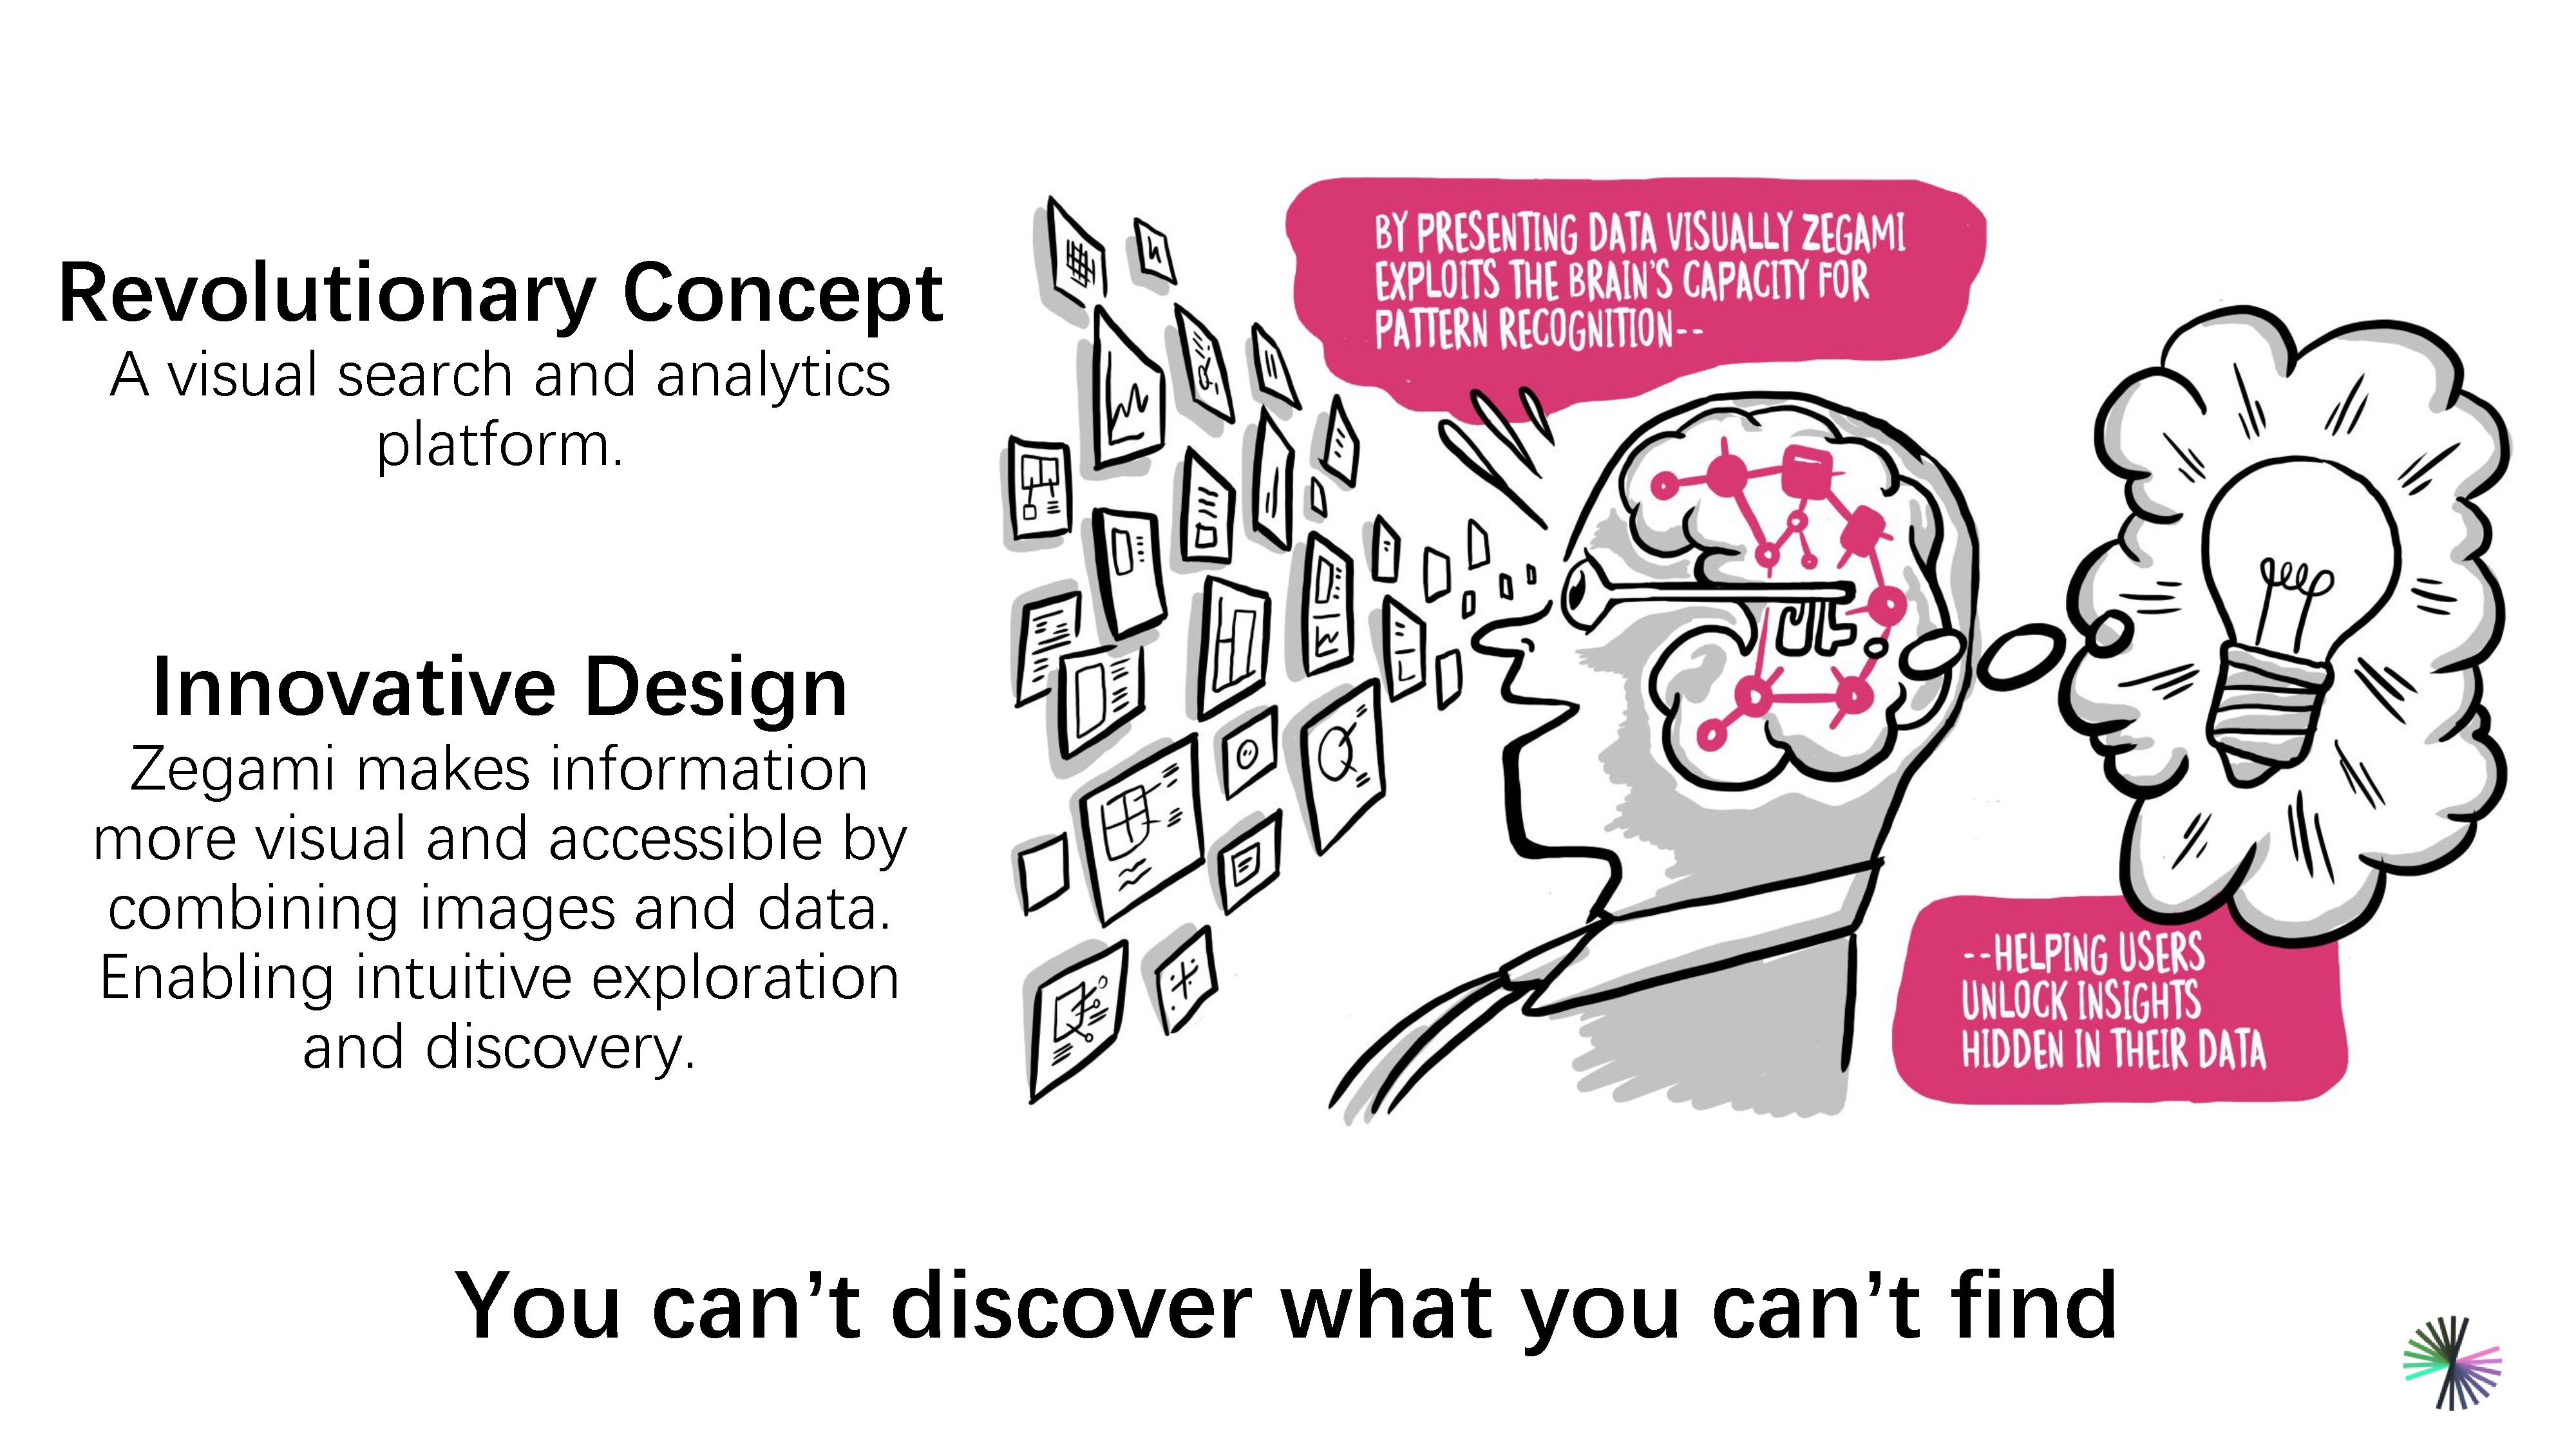 Revolutionary Concept
A visual search and analytics
platform.
Innovative Design
Zegami makes information
more visual and accessible by
combining images and data.
Enabling intuitive exploration
and discovery.
BY PRESENTING DATA VISUALLY ZEGAMI
EXPLOITS THE BRAIN'S CAPACITY FOR
PATTERN RECOGNITION--
--HELPING USERS
UNLOCK INSIGHTS
HIDDEN IN THEIR DATA
You can’t discover what you can’t find